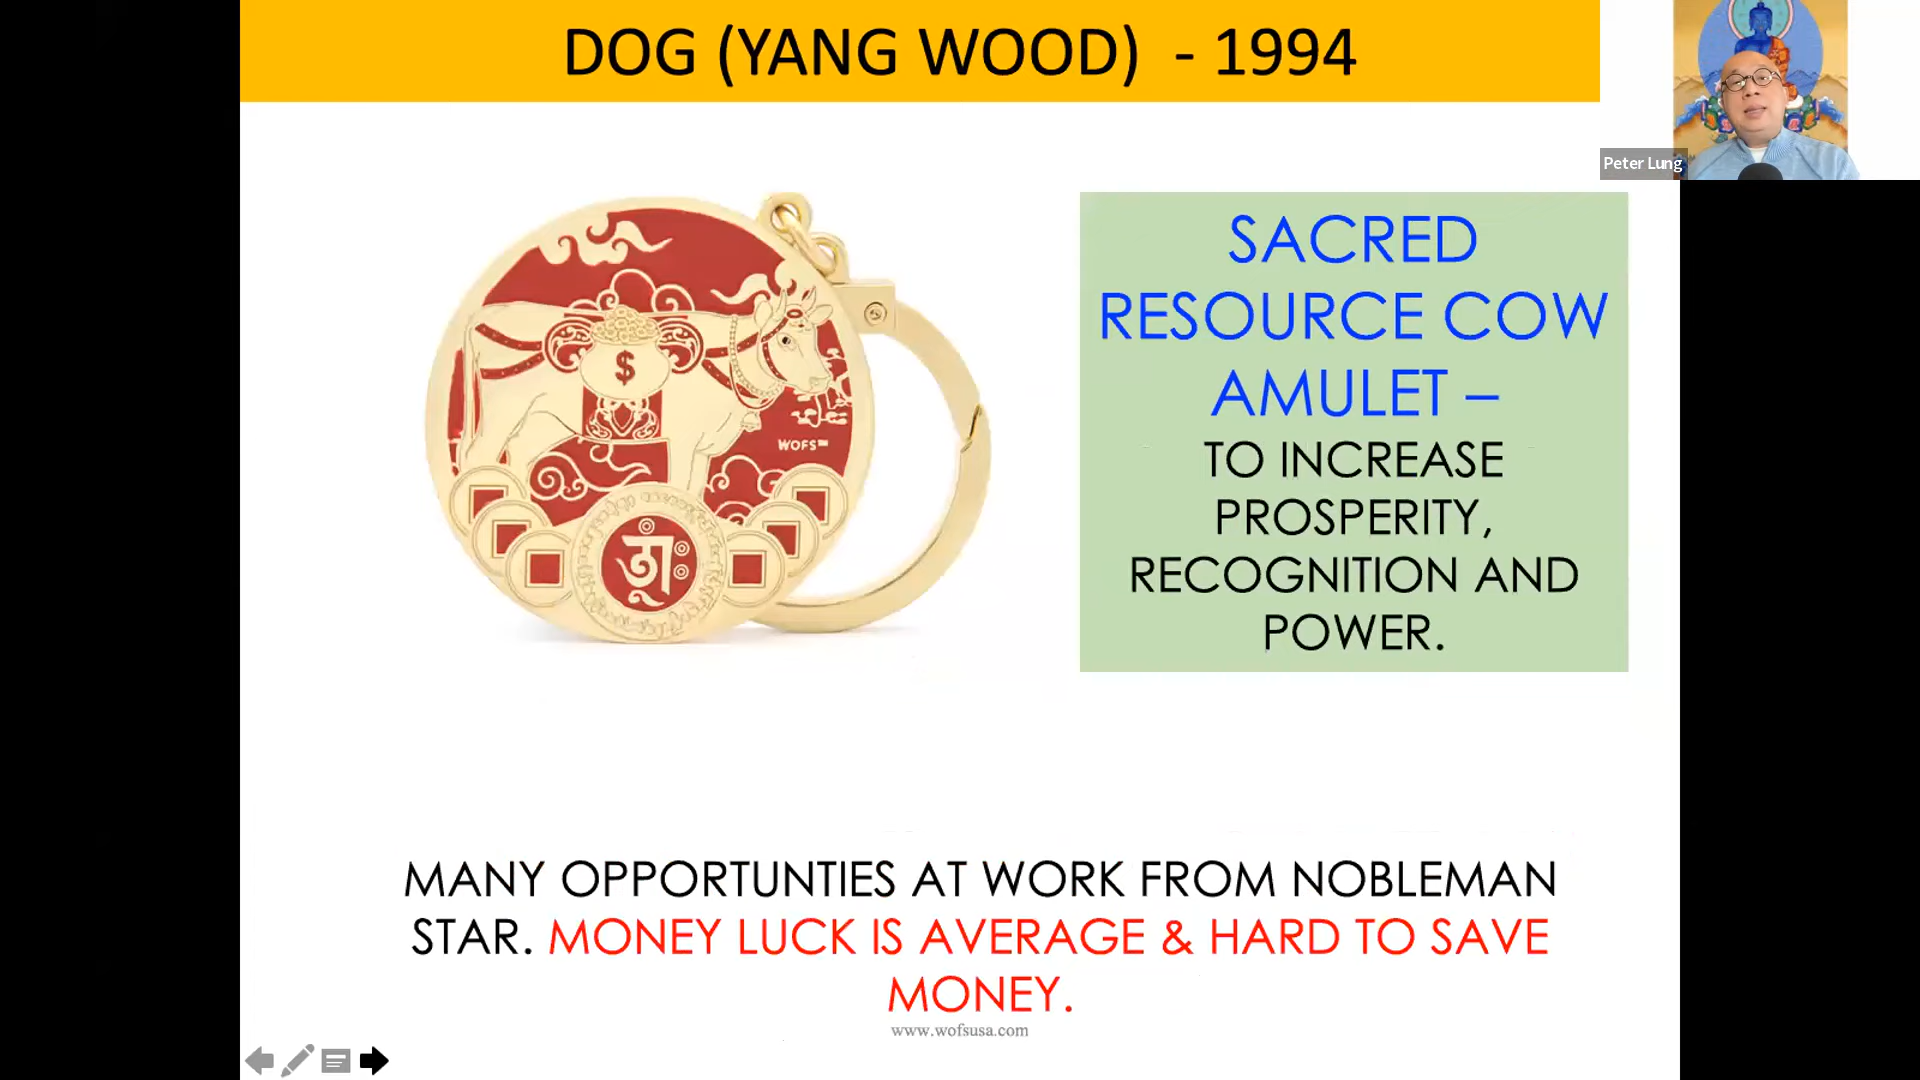 DOG (YANG WOOD) - 1994
Peter Lung
SACRED
RESOURCE COW
AMULET –
TO INCREASE
PROSPERITY,
RECOGNITION AND
POWER.
$
WOFS
MANY OPPORTUNTIES AT WORK FROM NOBLEMAN
STAR. MONEY LUCK IS AVERAGE & HARD TO SAVE
MONEY.
www.wofsusa.com